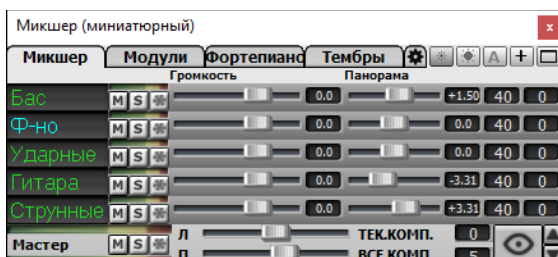 Микшер (миниатюрный) x
Микшер Модули Фортепиано Тембры A +
Громкость Панорама
Бас M S 0.0 +1.50 40 0
Ф-но M S 0.0 0.0 40 0
Ударные M S 0.0 0.0 40 0
Гитара M S 0.0 -3.31 40 0
Струнные M S 0.0 +3.31 40 0
Мастер M S Л ТЕК.КОМП. 0
П ВСЕ.КОМП. 5